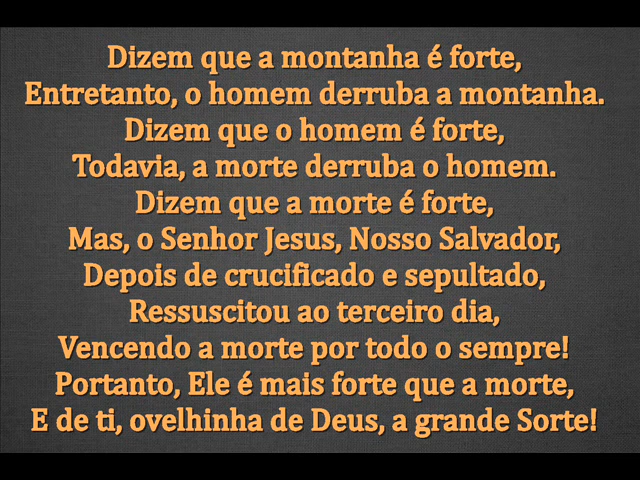 Dizem que a montanha é forte,
Entretanto, o homem derruba a montanha.
Dizem que o homem é forte,
Todavia, a morte derruba o homem.
Dizem que a morte é forte,
Mas, o Senhor Jesus, Nosso Salvador,
Depois de crucificado e sepultado,
Ressuscitou ao terceiro dia,
Vencendo a morte por todo o sempre!
Portanto, Ele é mais forte que a morte,
E de ti, ovelhinha de Deus, a grande Sorte!